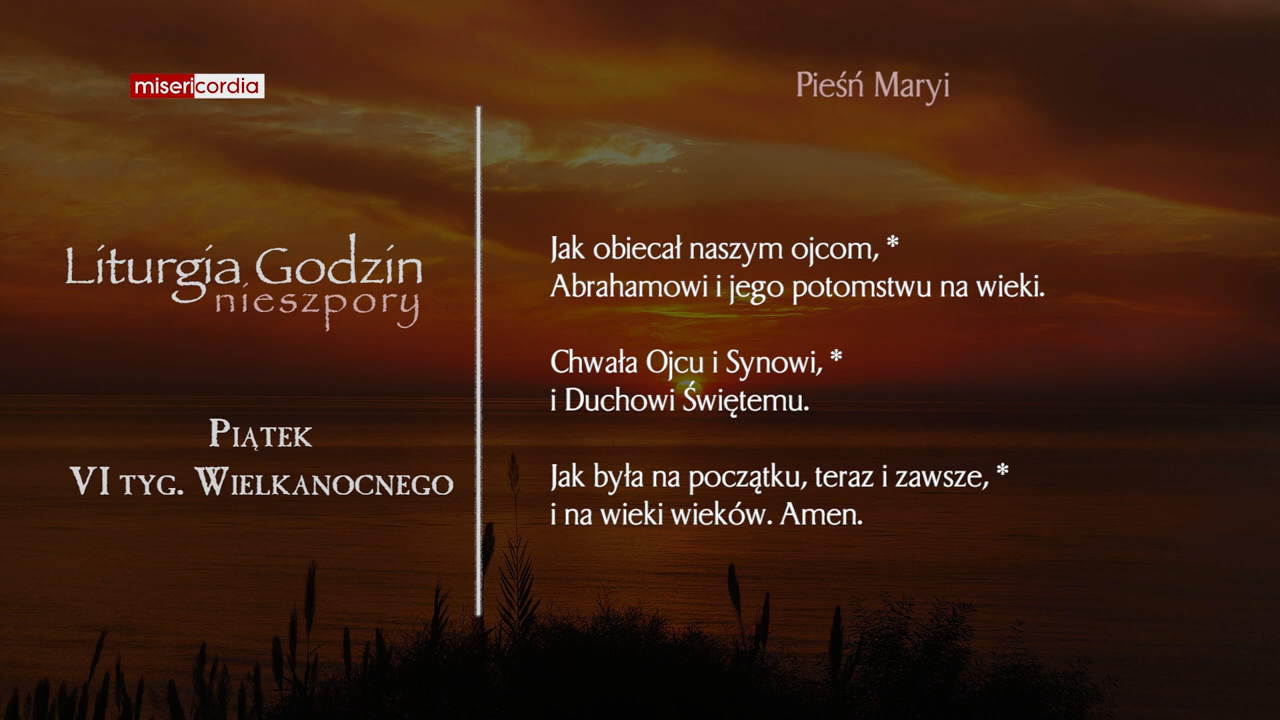 misericordia
Pieśń Maryi
Liturgia Godzin
nieszpory
Piątek
VI tyg. Wielkanocnego
Jak obiecał naszym ojcom, *
Abrahamowi i jego potomstwu na wieki.
Chwała Ojcu i Synowi, *
i Duchowi Świętemu.
Jak była na początku, teraz i zawsze, *
i na wieki wieków. Amen.